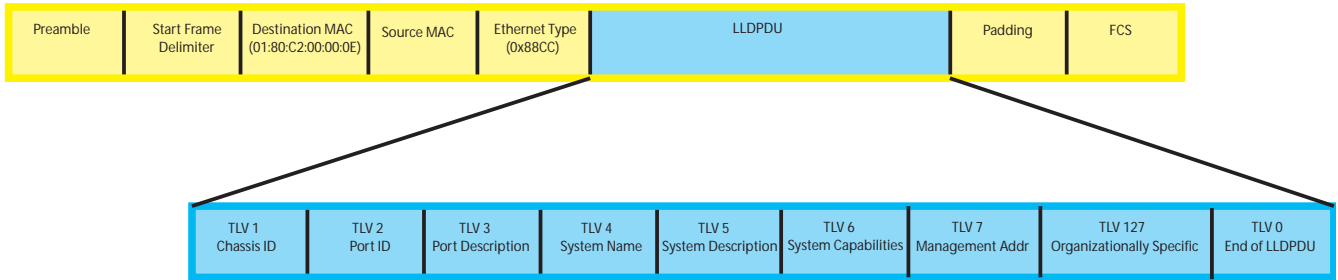 Preamble
Start Frame
Delimiter
Destination MAC
(01:80:C2:00:00:0E)
Source MAC
Ethernet Type
(0x88CC)
LLDPDU
Padding
FCS
TLV 1
Chassis ID
TLV 2
Port ID
TLV 3
Port Description
TLV 4
System Name
TLV 5
System Description
TLV 6
System Capabilities
TLV 7
Management Addr
TLV 127
Organizationally Specific
TLV 0
End of LLDPDU